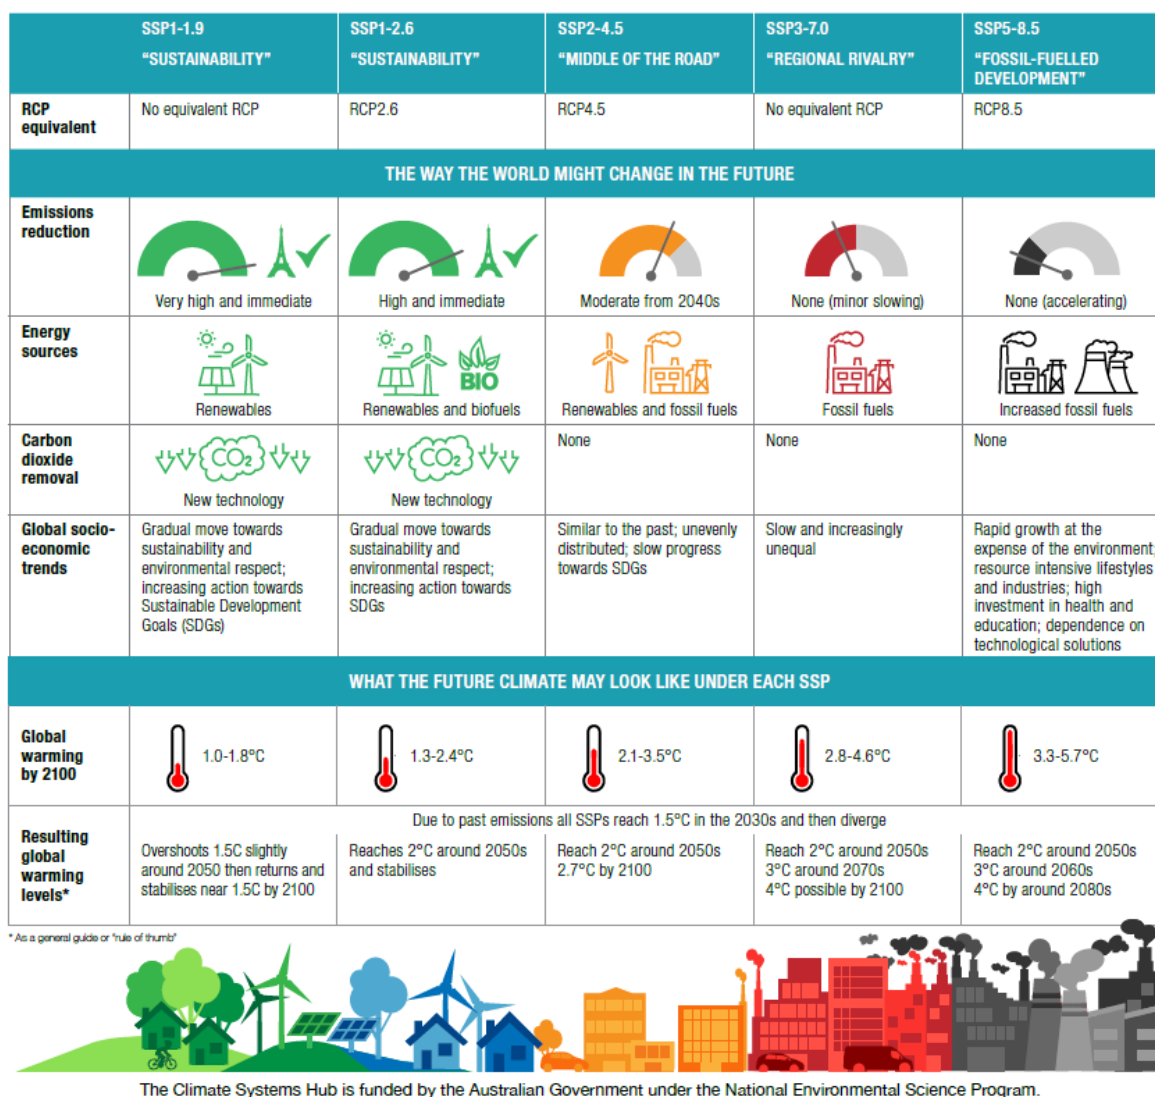 SSP1-1.9
"SUSTAINABILITY"
SSP1-2.6
"SUSTAINABILITY"
SSP2-4.5
"MIDDLE OF THE ROAD"
SSP3-7.0
"REGIONAL RIVALRY"
SSP5-8.5
"FOSSIL-FUELLED
DEVELOPMENT"
RCP
equivalent
No equivalent RCP
RCP2.6
RCP4.5
No equivalent RCP
RCP8.5
THE WAY THE WORLD MIGHT CHANGE IN THE FUTURE
Emissions
reduction
Very high and immediate
High and immediate
Moderate from 2040s
None (minor slowing)
None (accelerating)
Energy
sources
Renewables
BIO
Renewables and biofuels
Renewables and fossil fuels
Fossil fuels
Increased fossil fuels
Carbon
dioxide
removal
CO2
New technology
CO2
New technology
None
None
None
Global socio-
economic
trends
Gradual move towards
sustainability and
environmental respect;
increasing action towards
Sustainable Development
Goals (SDGs)
Gradual move towards
sustainability and
environmental respect;
increasing action towards
SDGs
Similar to the past; unevenly
distributed; slow progress
towards SDGs
Slow and increasingly
unequal
Rapid growth at the
expense of the environment;
resource intensive lifestyles
and industries; high
investment in health and
education; dependence on
technological solutions
WHAT THE FUTURE CLIMATE MAY LOOK LIKE UNDER EACH SSP
Global
warming
by 2100
1.0-1.8°C
1.3-2.4°C
2.1-3.5°C
2.8-4.6°C
3.3-5.7°C
Resulting
global
warming
levels*
Due to past emissions all SSPs reach 1.5°C in the 2030s and then diverge
Overshoots 1.5C slightly
around 2050 then returns and
stabilises near 1.5C by 2100
Reaches 2°C around 2050s
and stabilises
Reach 2°C around 2050s
2.7°C by 2100
Reach 2°C around 2050s
3°C around 2070s
4°C possible by 2100
Reach 2°C around 2050s
3°C around 2060s
4°C by around 2080s
* As a general guide or "rule of thumb"
The Climate Systems Hub is funded by the Australian Government under the National Environmental Science Program.